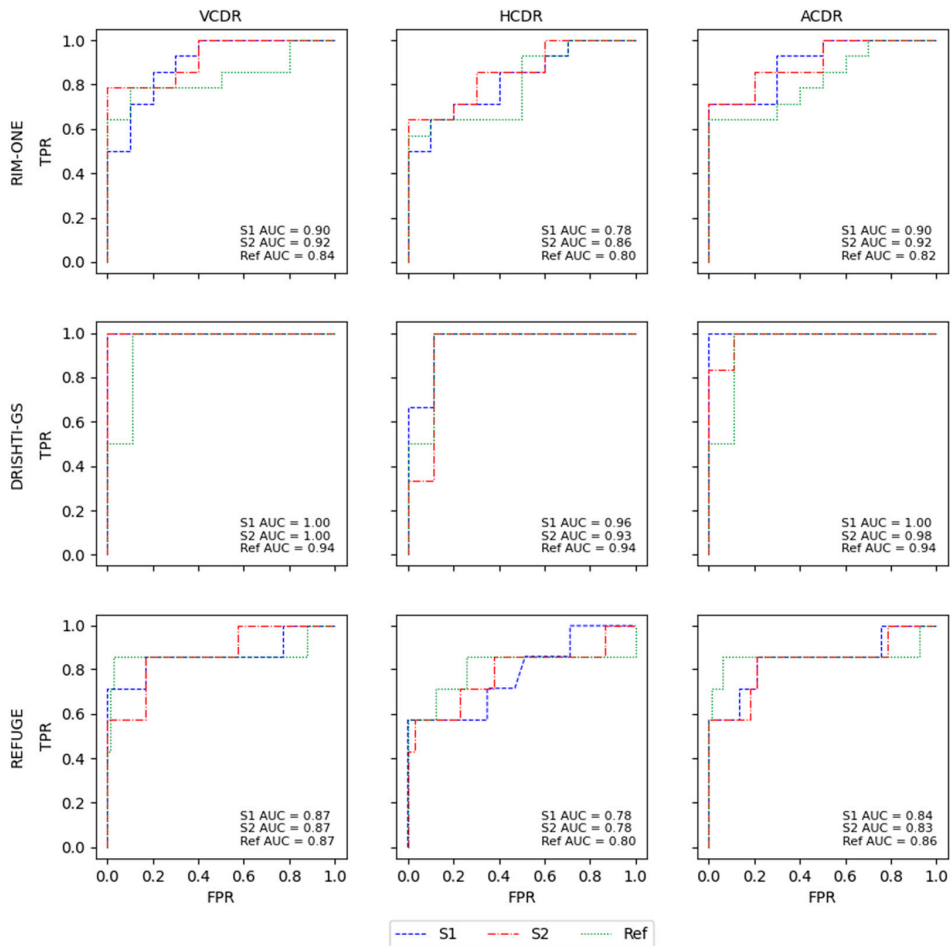 VCDR
HCDR
ACDR
RIM-ONE
TPR
1.0
0.8
0.6
0.4
0.2
0.0
S1 AUC = 0.90
S2 AUC = 0.92
Ref AUC = 0.84
S1 AUC = 0.78
S2 AUC = 0.86
Ref AUC = 0.80
S1 AUC = 0.90
S2 AUC = 0.92
Ref AUC = 0.82
DRISHTI-GS
TPR
1.0
0.8
0.6
0.4
0.2
0.0
S1 AUC = 1.00
S2 AUC = 1.00
Ref AUC = 0.94
S1 AUC = 0.96
S2 AUC = 0.93
Ref AUC = 0.94
S1 AUC = 1.00
S2 AUC = 0.98
Ref AUC = 0.94
REFUGE
TPR
1.0
0.8
0.6
0.4
0.2
0.0
S1 AUC = 0.87
S2 AUC = 0.87
Ref AUC = 0.87
S1 AUC = 0.78
S2 AUC = 0.78
Ref AUC = 0.80
S1 AUC = 0.84
S2 AUC = 0.83
Ref AUC = 0.86
0.0 0.2 0.4 0.6 0.8 1.0
0.0 0.2 0.4 0.6 0.8 1.0
0.0 0.2 0.4 0.6 0.8 1.0
FPR
FPR
FPR
S1 S2 Ref